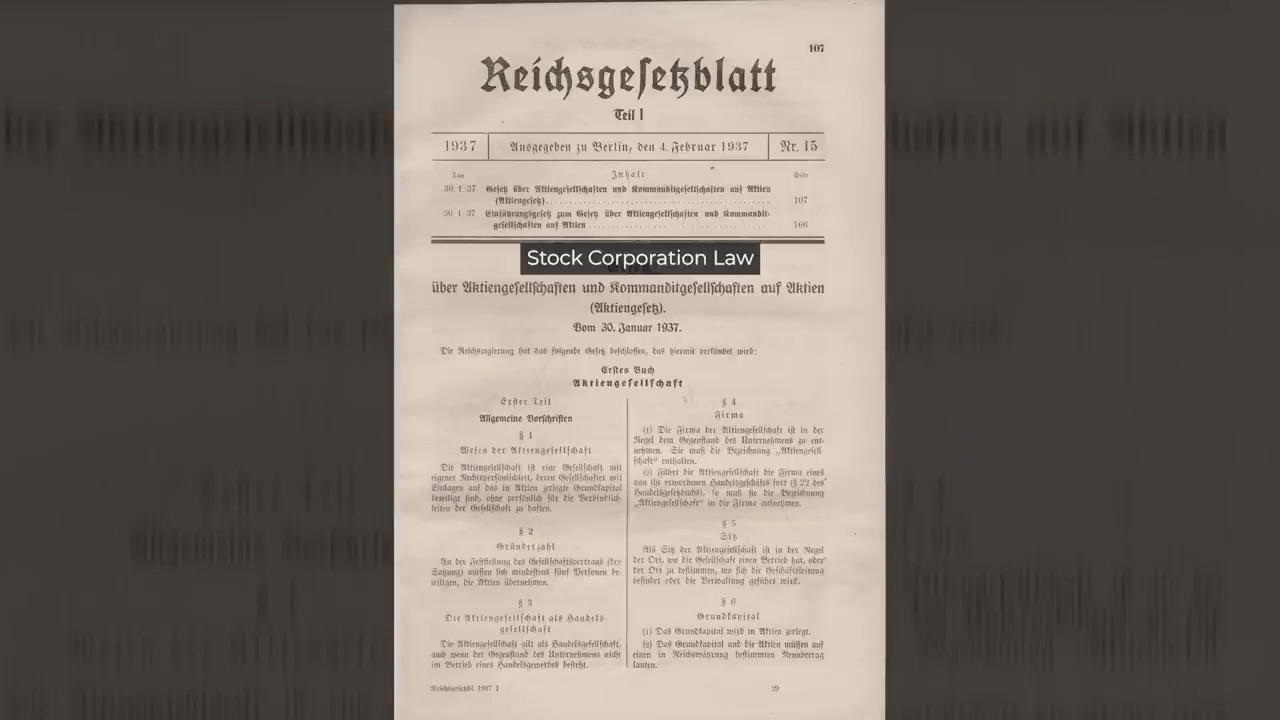 107
Reichsgesetzblatt
Teil I
1937 Ausgegeben zu Berlin, den 4. Februar 1937 Nr. 15
Tag Inhalt Seite
30. 1. 37 Gesetz über Aktiengesellschaften und Kommanditgesellschaften auf Aktien
(Aktiengesetz) 107
30. 1. 37 Einführungsgesetz zum Gesetz über Aktiengesellschaften und Kommandit-
gesellschaften auf Aktien 166
Stock Corporation Law
über Aktiengesellschaften und Kommanditgesellschaften auf Aktien
(Aktiengesetz).
Vom 30. Januar 1937.
Die Reichsregierung hat das folgende Gesetz beschlossen, das hiermit verkündet wird:
Erstes Buch
Aktiengesellschaft
Erster Teil
Allgemeine Vorschriften
§ 1
Wesen der Aktiengesellschaft
Die Aktiengesellschaft ist eine Gesellschaft mit
eigener Rechtspersönlichkeit, deren Gesellschafter mit
Einlagen auf das in Aktien zerlegte Grundkapital
beteiligt sind, ohne persönlich für die Verbindlich-
keiten der Gesellschaft zu haften.
§ 2
Gründerzahl
An der Feststellung des Gesellschaftsvertrags (der
Satzung) müssen sich mindestens fünf Personen be-
teiligen, die Aktien übernehmen.
§ 3
Die Aktiengesellschaft als Handels-
gesellschaft
Die Aktiengesellschaft gilt als Handelsgesellschaft,
auch wenn der Gegenstand des Unternehmens nicht
im Betrieb eines Handelsgewerbes besteht.
§ 4
Firma
(1) Die Firma der Aktiengesellschaft ist in der
Regel dem Gegenstand des Unternehmens zu ent-
nehmen. Sie muß die Bezeichnung „Aktiengesell-
schaft“ enthalten.
(2) Führt die Aktiengesellschaft die Firma eines
von ihr erworbenen Handelsgeschäfts fort (§ 22 des
Handelsgesetzbuchs), so muß sie die Bezeichnung
„Aktiengesellschaft“ in die Firma aufnehmen.
§ 5
Sitz
Als Sitz der Aktiengesellschaft ist in der Regel
der Ort, wo die Gesellschaft einen Betrieb hat, oder
der Ort zu bestimmen, wo sich die Geschäftsleitung
befindet oder die Verwaltung geführt wird.
§ 6
Grundkapital
(1) Das Grundkapital wird in Aktien zerlegt.
(2) Das Grundkapital und die Aktien müssen auf
einen in Reichswährung bestimmten Nennbetrag
lauten.
Reichsgesetzbl. 1937 I 29